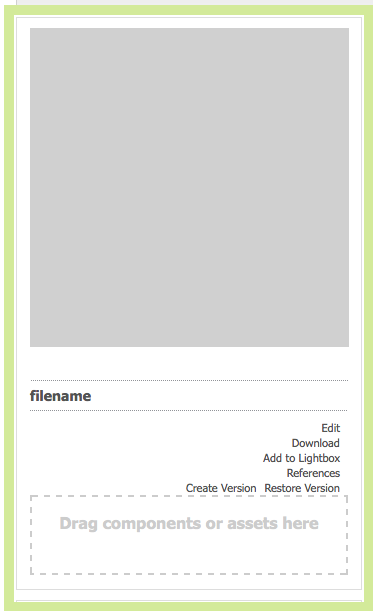 filename
Edit
Download
Add to Lightbox
References
Create Version Restore Version
Drag components or assets here